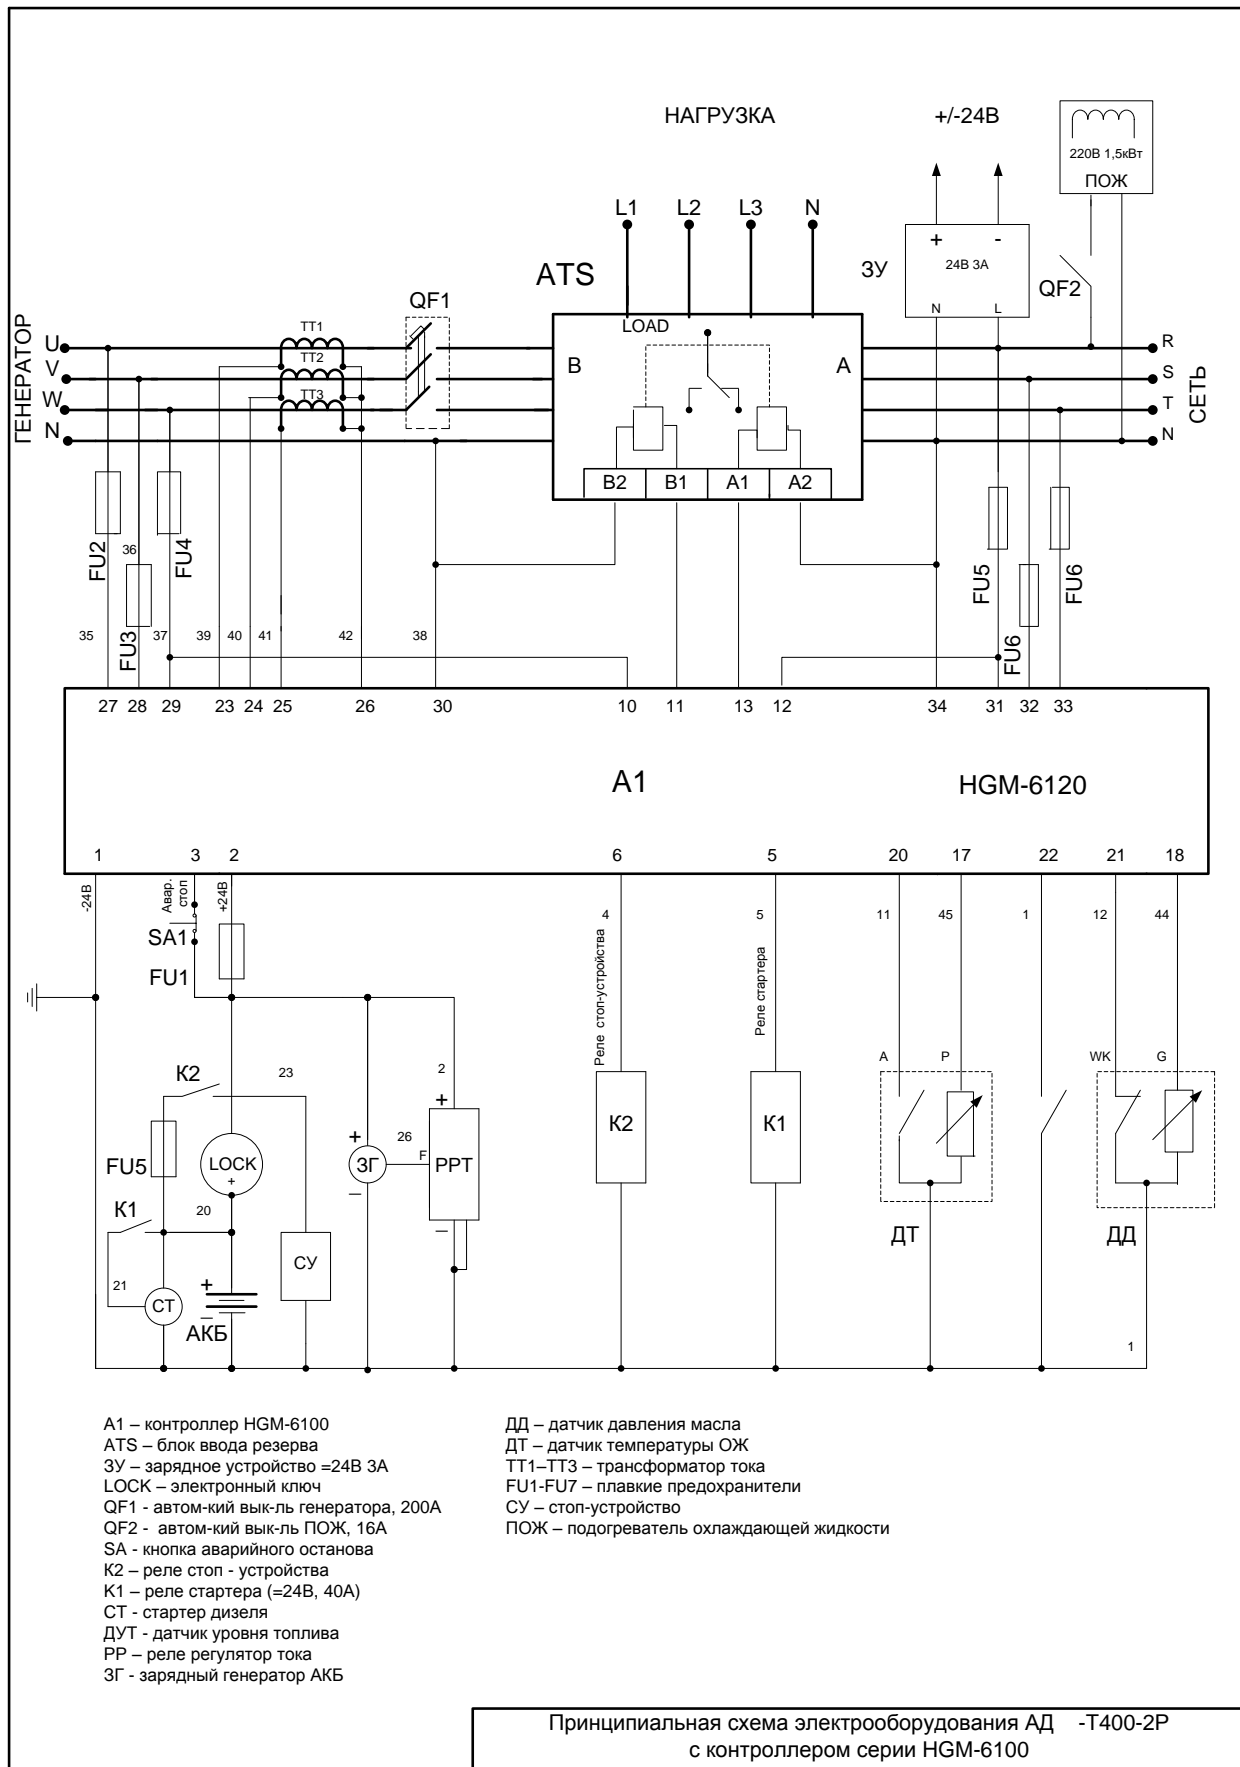 НАГРУЗКА
+/-24В
220В 1,5кВт
ПОЖ
L1
L2
L3
N
ATS
ЗУ
+
-
24В 3А
N
L
QF2
QF1
LOAD
ГЕНЕРАТОР
U
V
W
N
ТТ1
ТТ2
ТТ3
B
A
R
S
T
N
СЕТЬ
B2
B1
A1
A2
FU2
36
FU3
FU4
FU5
FU6
FU6
35
37
39
40
41
42
38
27
28
29
23
24
25
26
30
10
11
13
12
34
31
32
33
A1
HGM-6120
1
3
2
6
5
20
17
22
21
18
-24В
Авар.
стоп
+24В
SA1
FU1
4
Реле стоп-устройства
5
Реле стартера
11
45
1
12
44
К2
23
2
+
A
P
WK
G
FU5
LOCK
+
+
ЗГ
–
26
F
РРТ
–
К2
К1
К1
20
21
СТ
+
–
АКБ
СУ
ДТ
ДД
1
А1 – контроллер HGM-6100
ATS – блок ввода резерва
ЗУ – зарядное устройство =24В 3А
LOCK – электронный ключ
QF1 - автом-кий вык-ль генератора, 200А
QF2 - автом-кий вык-ль ПОЖ, 16А
SA - кнопка аварийного останова
К2 – реле стоп - устройства
К1 – реле стартера (=24В, 40А)
СТ - стартер дизеля
ДУТ - датчик уровня топлива
РР – реле регулятор тока
ЗГ - зарядный генератор АКБ
ДД – датчик давления масла
ДТ – датчик температуры ОЖ
ТТ1–ТТ3 – трансформатор тока
FU1-FU7 – плавкие предохранители
СУ – стоп-устройство
ПОЖ – подогреватель охлаждающей жидкости
Принципиальная схема электрооборудования АД -Т400-2Р
с контроллером серии HGM-6100